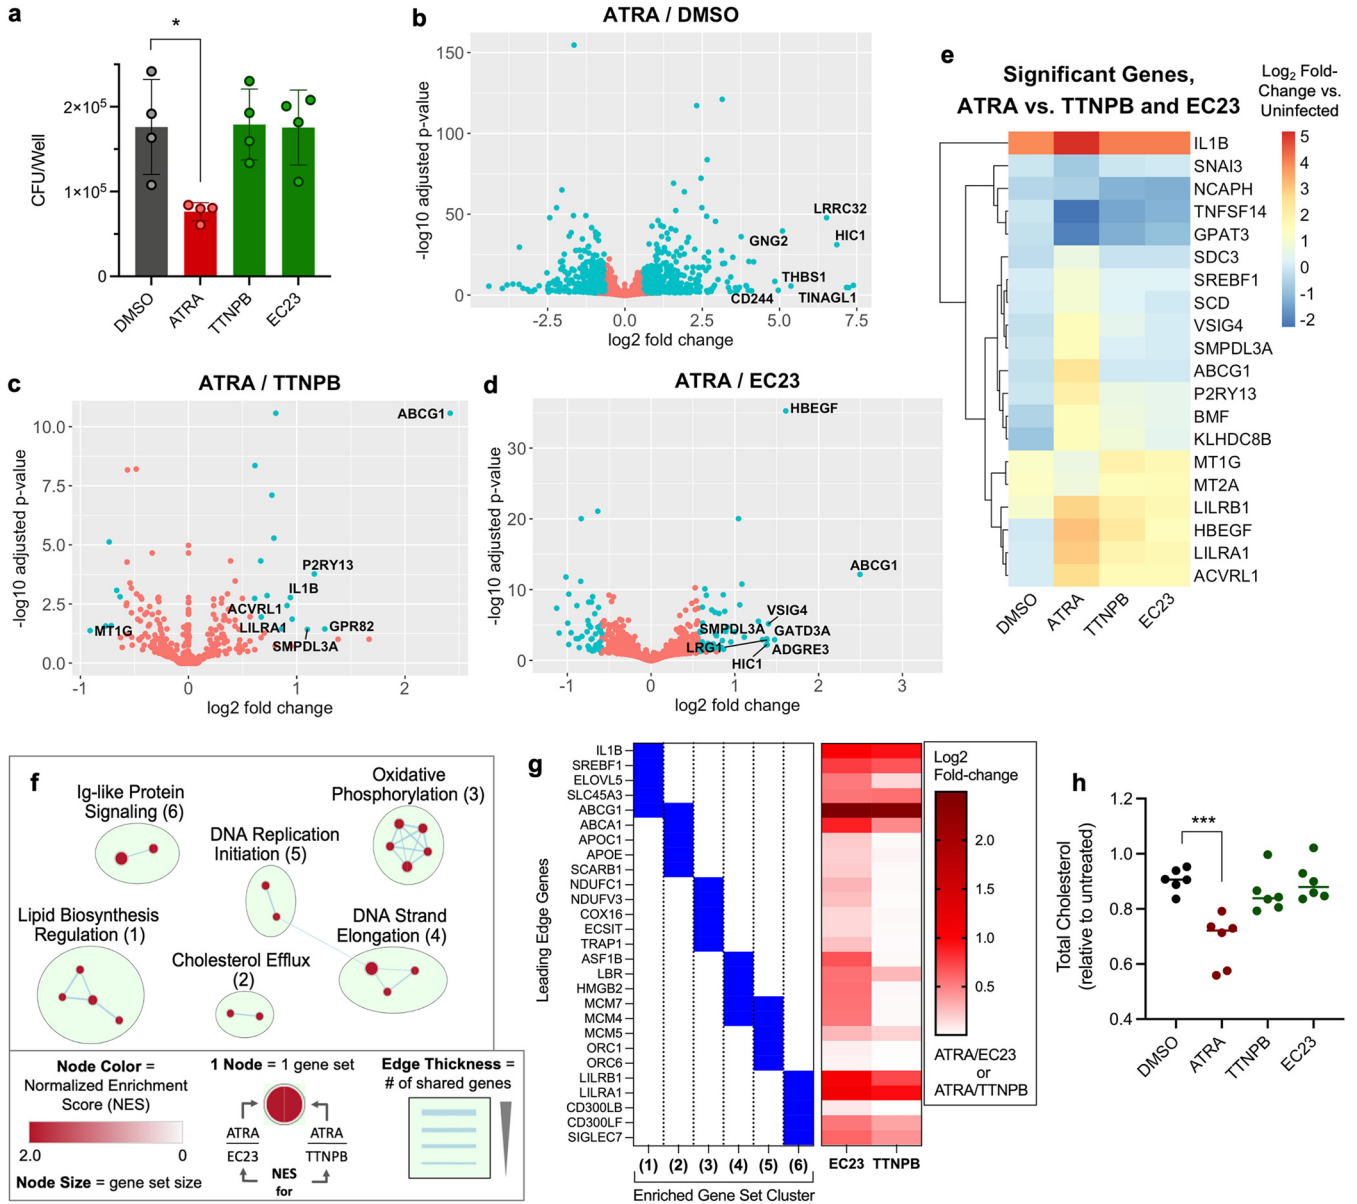 a
*
CFU/Well
2×10⁵
1×10⁵
0
DMSO
ATRA
TTNPB
EC23
b
ATRA / DMSO
-log10 adjusted p-value
150
100
50
0
LRRC32
HIC1
GNG2
THBS1
CD244
TINAGL1
-2.5
0.0
2.5
5.0
7.5
log2 fold change
c
ATRA / TTNPB
-log10 adjusted p-value
10.0
7.5
5.0
2.5
0.0
ABCG1
P2RY13
IL1B
ACVRL1
LILRA1
GPR82
SMPDL3A
MT1G
-1
0
1
2
log2 fold change
d
ATRA / EC23
-log10 adjusted p-value
30
20
10
0
HBEGF
ABCG1
VSIG4
SMPDL3A
GATD3A
LRG1
ADGRE3
HIC1
-1
0
1
2
3
log2 fold change
e
Significant Genes,
ATRA vs. TTNPB and EC23
Log₂ Fold-
Change vs.
Uninfected
5
4
3
2
1
0
-1
-2
IL1B
SNAI3
NCAPH
TNFSF14
GPAT3
SDC3
SREBF1
SCD
VSIG4
SMPDL3A
ABCG1
P2RY13
BMF
KLHDC8B
MT1G
MT2A
LILRB1
HBEGF
LILRA1
ACVRL1
DMSO
ATRA
TTNPB
EC23
f
Ig-like Protein
Signaling (6)
Oxidative
Phosphorylation (3)
DNA Replication
Initiation (5)
Lipid Biosynthesis
Regulation (1)
DNA Strand
Elongation (4)
Cholesterol Efflux
(2)
Node Color =
Normalized Enrichment
Score (NES)
2.0
0
Node Size = gene set size
1 Node = 1 gene set
ATRA
EC23
ATRA
TTNPB
NES
for
Edge Thickness =
# of shared genes
g
Leading Edge Genes
IL1B
SREBF1
ELOVL5
SLC45A3
ABCG1
ABCA1
APOC1
APOE
SCARB1
NDUFC1
NDUFV3
COX16
ECSIT
TRAP1
ASF1B
LBR
HMGB2
MCM7
MCM4
MCM5
ORC1
ORC6
LILRB1
LILRA1
CD300LB
CD300LF
SIGLEC7
(1)
(2)
(3)
(4)
(5)
(6)
EC23
TTNPB
Enriched Gene Set Cluster
Log2
Fold-change
2.0
1.5
1.0
0.5
ATRA/EC23
or
ATRA/TTNPB
h
***
Total Cholesterol
(relative to untreated)
1.2
1.0
0.8
0.6
0.4
DMSO
ATRA
TTNPB
EC23